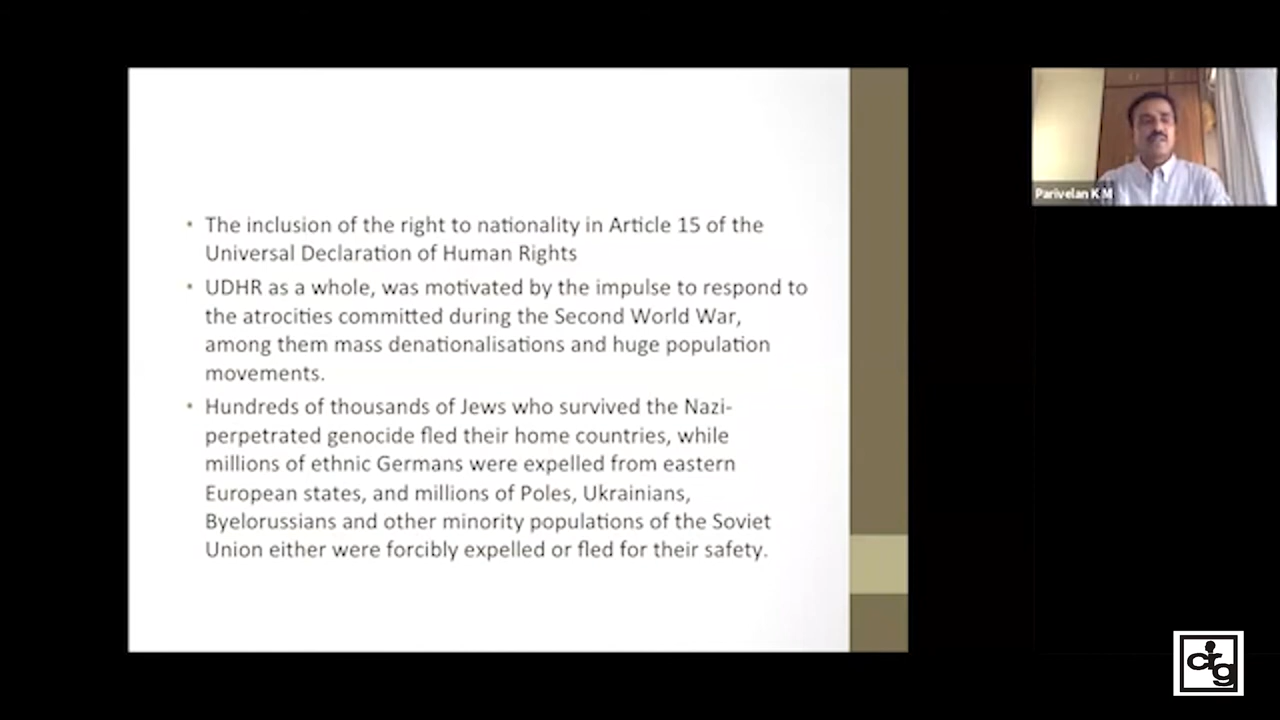 • The inclusion of the right to nationality in Article 15 of the
Universal Declaration of Human Rights
• UDHR as a whole, was motivated by the impulse to respond to
the atrocities committed during the Second World War,
among them mass denationalisations and huge population
movements.
• Hundreds of thousands of Jews who survived the Nazi-
perpetrated genocide fled their home countries, while
millions of ethnic Germans were expelled from eastern
European states, and millions of Poles, Ukrainians,
Byelorussians and other minority populations of the Soviet
Union either were forcibly expelled or fled for their safety.
Parivelan K M
crg